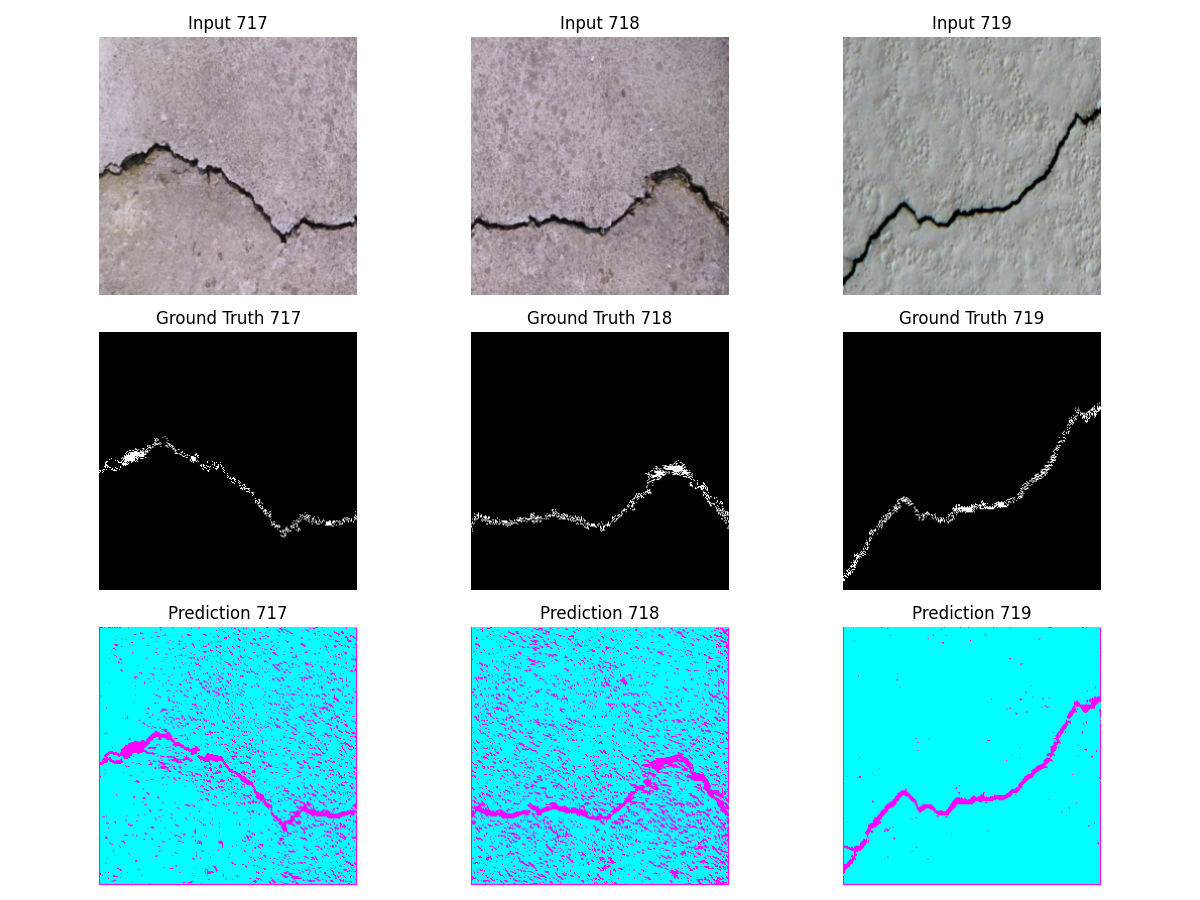 Input 717
Input 718
Input 719
Ground Truth 717
Ground Truth 718
Ground Truth 719
Prediction 717
Prediction 718
Prediction 719